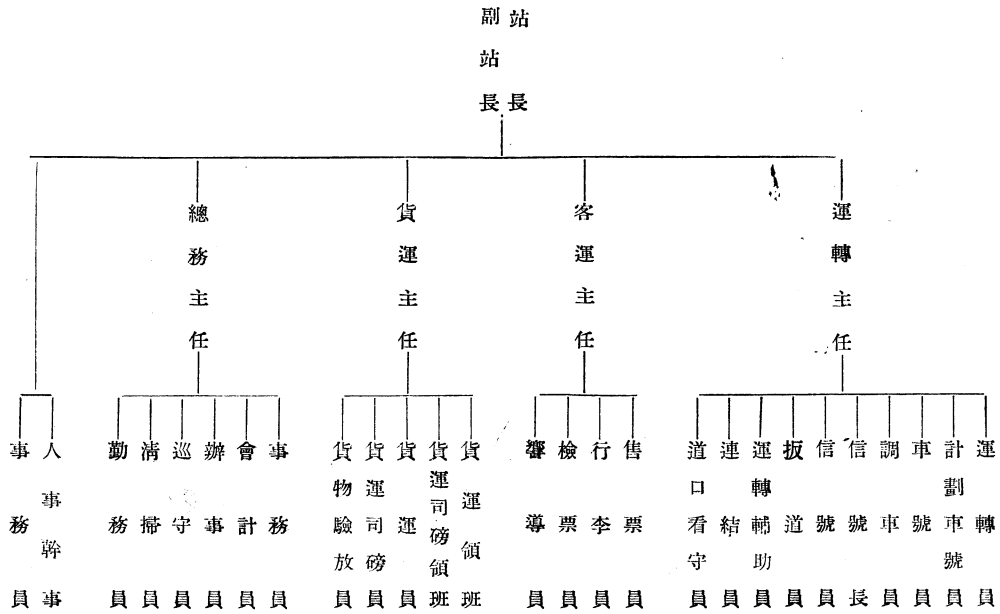 站長
副站長
運轉主任
客運主任
貨運主任
總務主任
運轉員
計劃車號員
車號員
調車員
信號長
信號員
扳道員
運轉輔助員
連結員
道口看守員
售票員
行李員
檢票員
導員
貨運領班
貨運司磅領班
貨運員
貨運司磅員
貨物驗放員
事務員
會計員
辦事員
巡守員
清掃員
勤務員
人事幹事
事務員